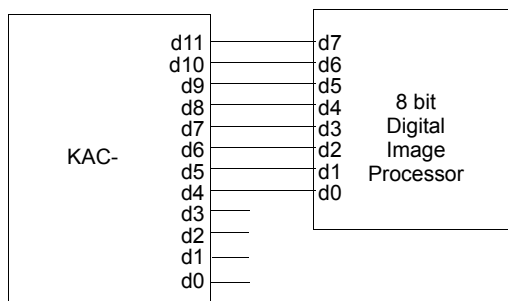 d11
d10
d9
d8
d7
d6
d5
d4
d3
d2
d1
d0
KAC-
d7
d6
d5
d4
d3
d2
d1
d0
8 bit
Digital
Image
Processor